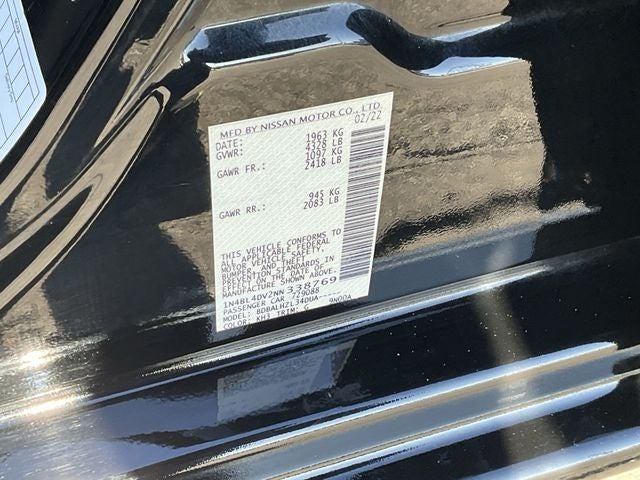 MFD BY NISSAN MOTOR CO., LTD.
DATE: 02/22
GVWR: 1963 KG
4328 LB
GAWR FR.: 1097 KG
2418 LB
GAWR RR.: 945 KG
2083 LB
THIS VEHICLE CONFORMS TO
ALL APPLICABLE FEDERAL
MOTOR VEHICLE SAFETY,
BUMPER, AND THEFT
PREVENTION STANDARDS IN
EFFECT ON THE DATE OF
MANUFACTURE SHOWN ABOVE.
1N4BL4DV2NN338769
PASSENGER CAR 779088
MODEL: BDBALHZL34DUA-----
COLOR: KH3 TRIM: G 9N00A